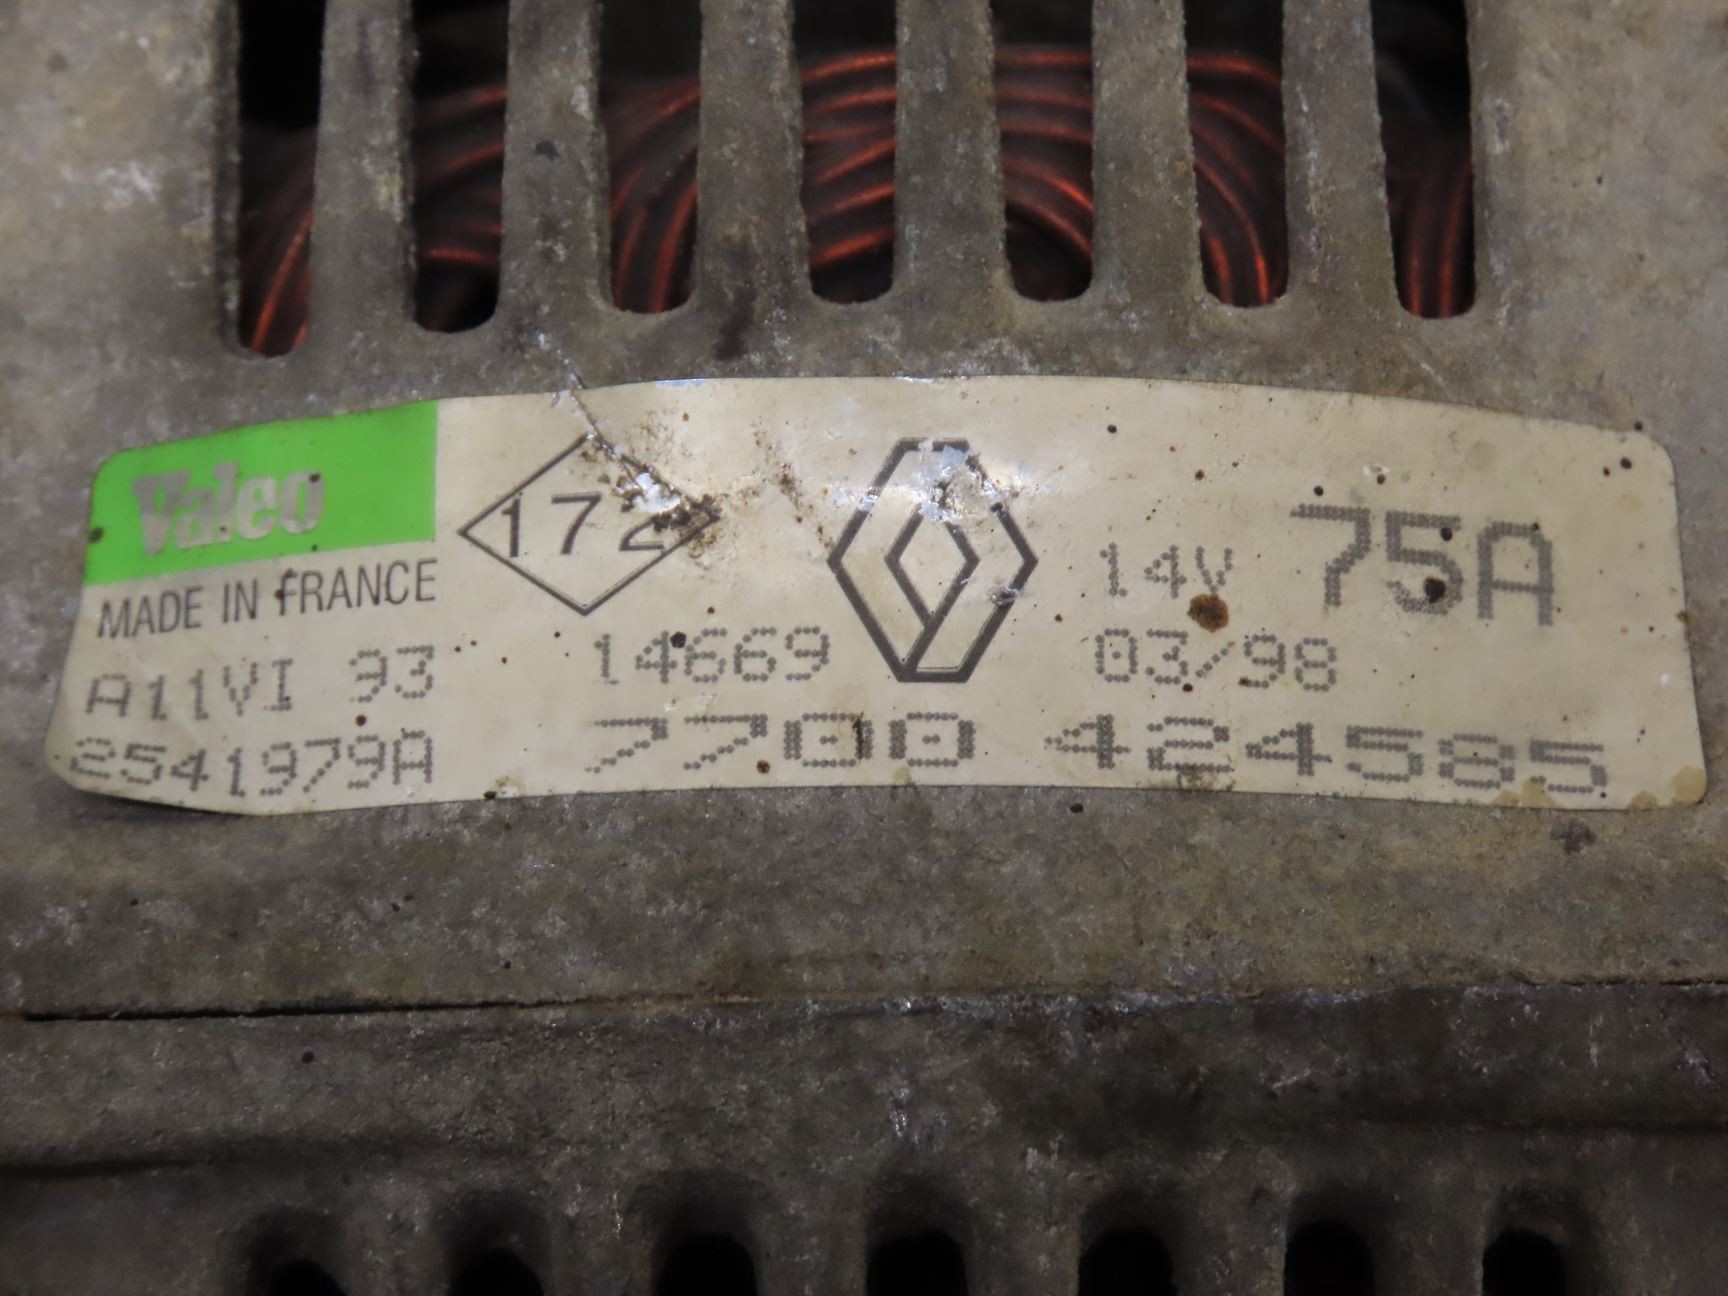 Valeo
MADE IN FRANCE
172
14V 75A
A11VI 93 14669 03/98
2541979A 7700 424585